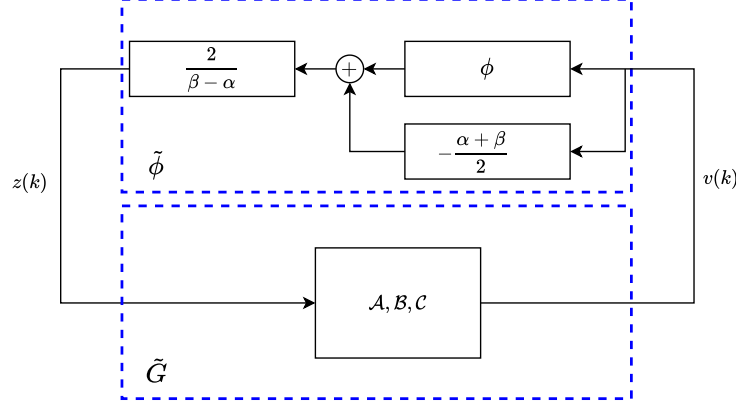 2
β − α
+
ϕ
− α + β
2
ϕ̃
z(k)
v(k)
𝒜, ℬ, 𝒞
G̃